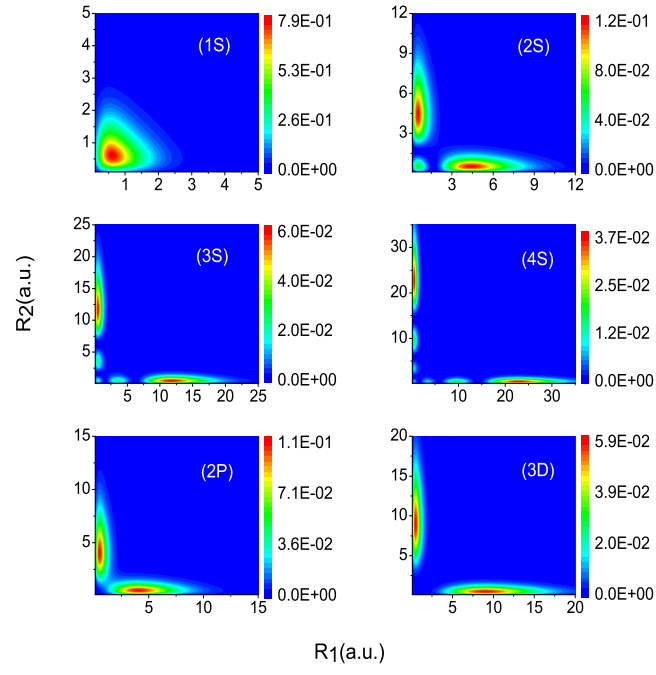 5 7.9E-01 12 1.2E-01
4 (1S) 9 (2S)
5.3E-01 8.0E-02
3 6
2 2.6E-01 3 4.0E-02
1
0.0E+00 0.0E+00
1 2 3 4 5 3 6 9 12
25 6.0E-02 3.7E-02
20 (3S) 30 (4S)
4.0E-02 2.5E-02
15 20
10 2.0E-02 1.2E-02
5 10
0.0E+00 0.0E+00
5 10 15 20 25 10 20 30
R2(a.u.)
15 1.1E-01 20 5.9E-02
(2P) (3D)
10 7.1E-02 15 3.9E-02
10
5 3.6E-02 5 2.0E-02
0.0E+00 0.0E+00
5 10 15 5 10 15 20
R1(a.u.)